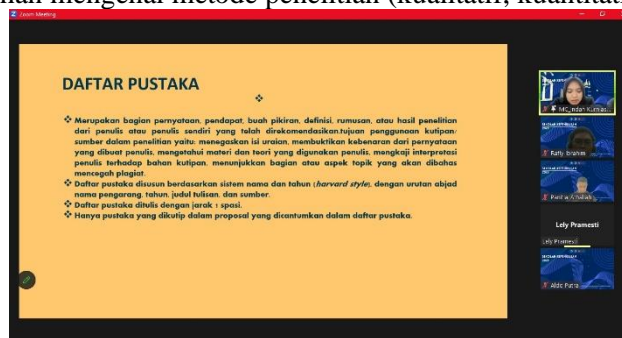 nan mengenai metode penelitian (kualitatif, kuantita
Zoom Meeting
DAFTAR PUSTAKA
❖
❖ Merupakan bagian pernyataan, pendapat, buah pikiran, definisi, rumusan, atau hasil penelitian
dari penulis atau penulis sendiri yang telah direkomendasikan.tujuan penggunaan kutipan/
sumber dalam penelitian yaitu: menegaskan isi uraian, membuktikan kebenaran dari pernyataan
yang dibuat penulis, mengetahui materi dan teori yang digunakan penulis, mengkaji interpretasi
penulis terhadap bahan kutipan, menunjukkan bagian atau aspek topik yang akan dibahas
mencegah plagiat.
❖ Daftar pustaka disusun berdasarkan sistem nama dan tahun (harvard style), dengan urutan abjad
nama pengarang, tahun, judul tulisan, dan sumber.
❖ Daftar pustaka ditulis dengan jarak 1 spasi.
❖ Hanya pustaka yang dikutip dalam proposal yang dicantumkan dalam daftar pustaka.
Rafly Ibrahim
Lely Pramesti
Lely Pramesti
Aldo Putra